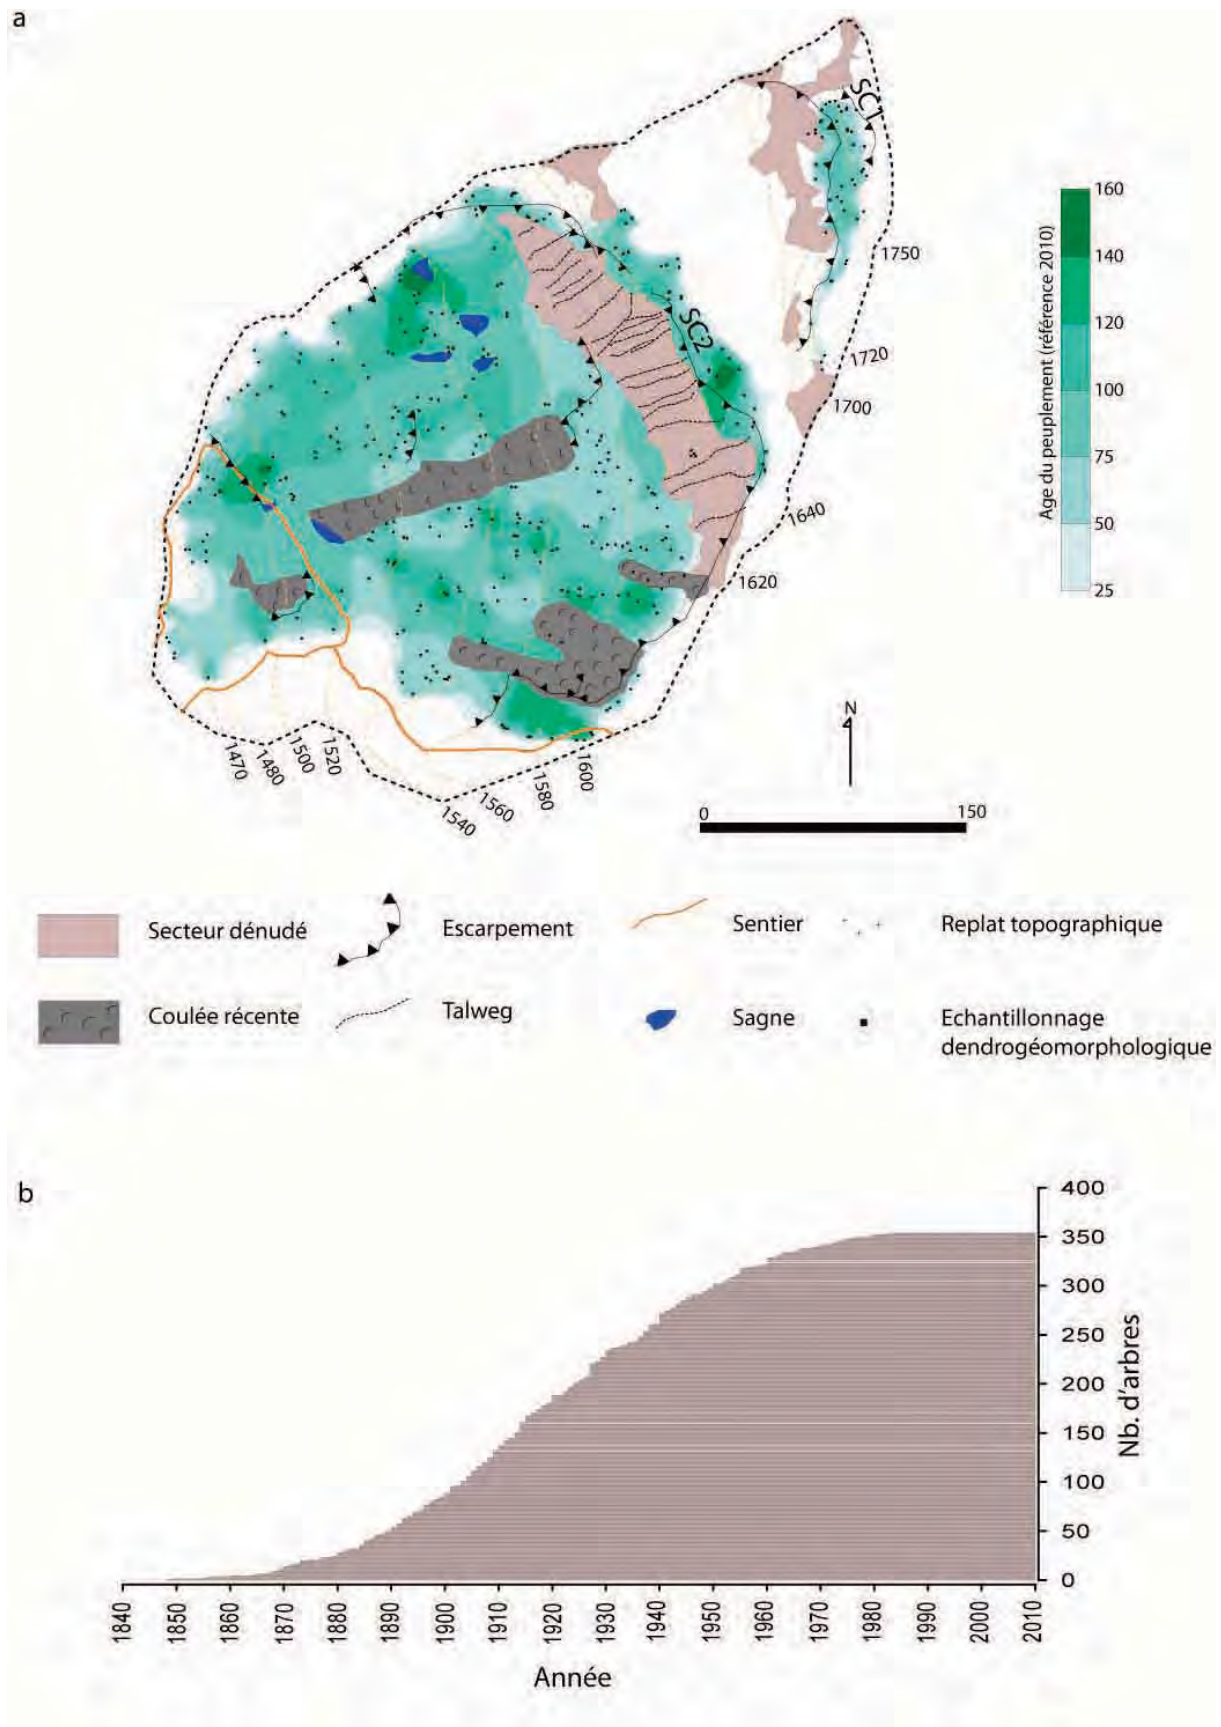 a
SC1
160
140
120
100
75
50
25
Age du peuplement (référence 2010)
1750
SC2
1720
1700
1640
1620
1470
1480
1500
1520
1540
1560
1580
1600
N
0 150
Secteur dénudé
Escarpement
Sentier
Replat topographique
Coulée récente
Talweg
Sagne
Echantillonnage
dendrogéomorphologique
b
400
350
300
250
200
150
100
50
0
Nb. d'arbres
1840 1850 1860 1870 1880 1890 1900 1910 1920 1930 1940 1950 1960 1970 1980 1990 2000 2010
Année